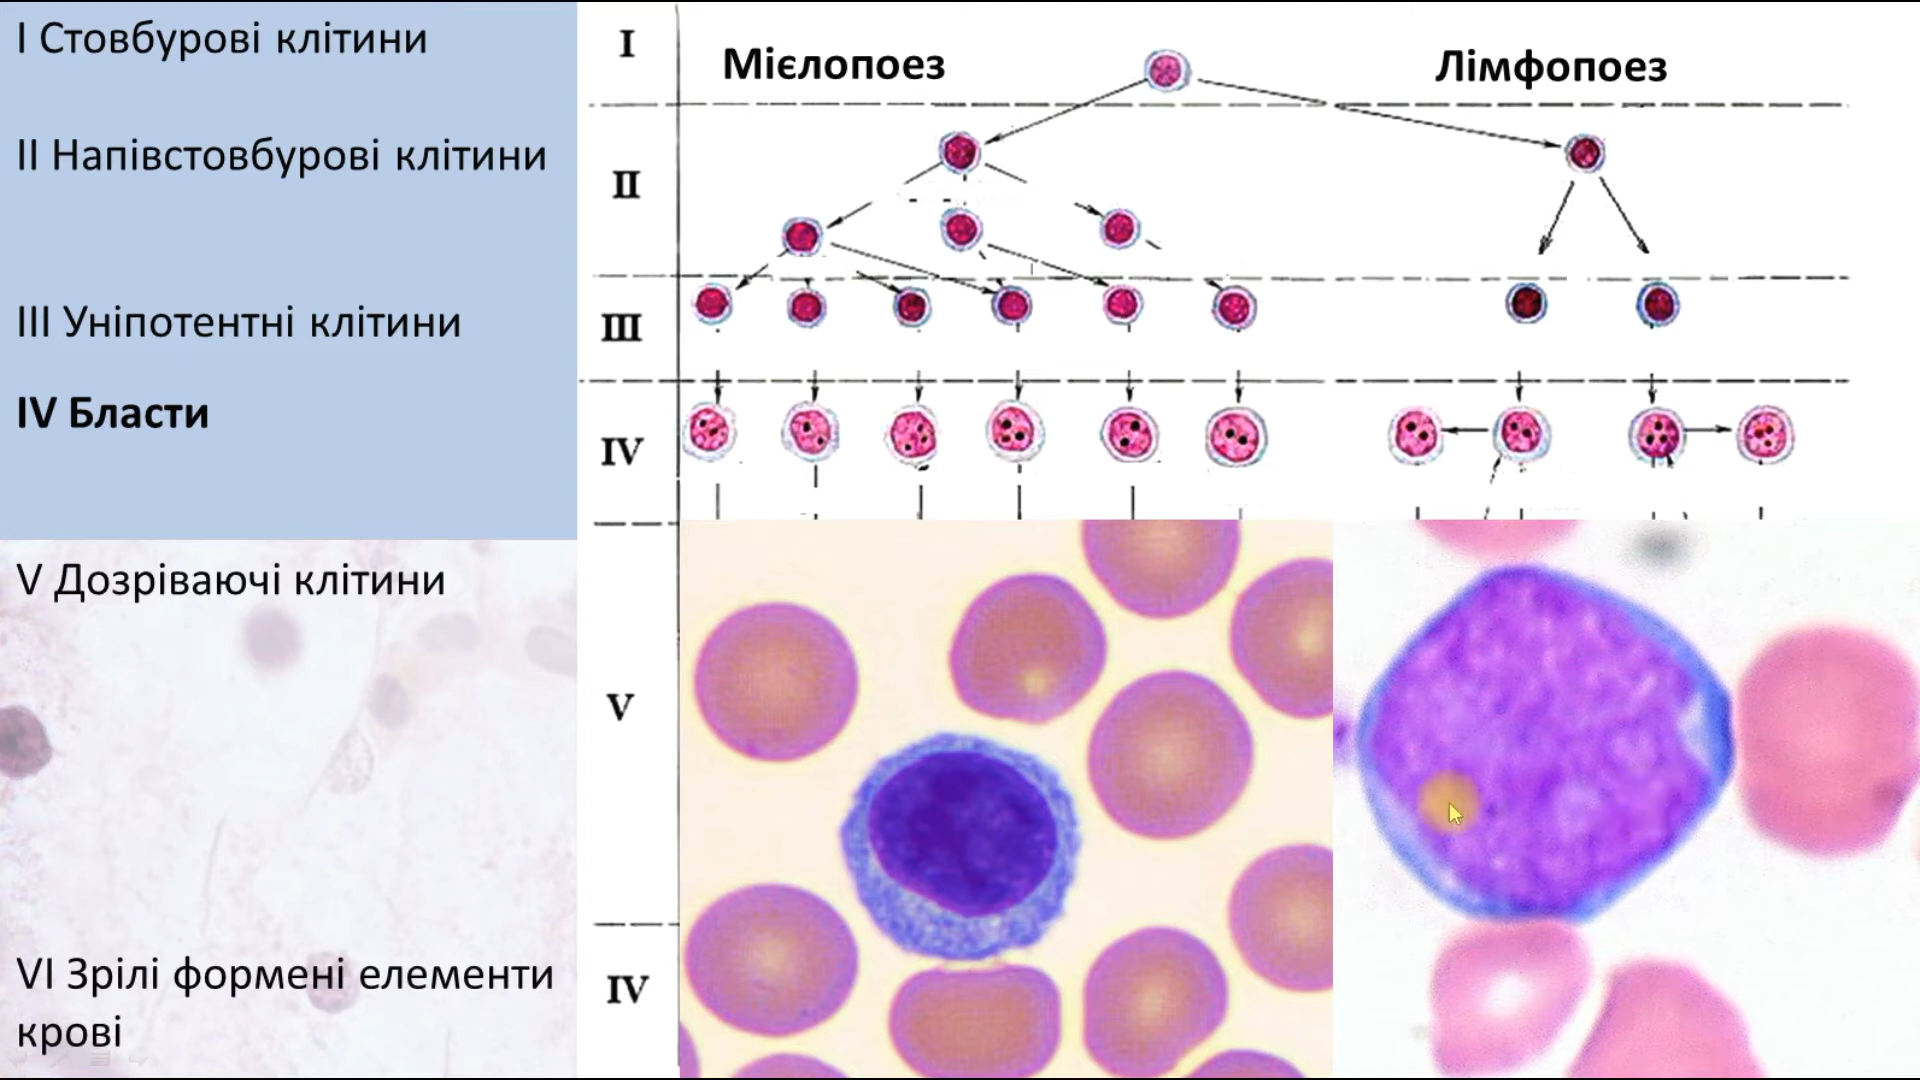 I Стовбурові клітини
II Напівстовбурові клітини
III Уніпотентні клітини
IV Бласти
V Дозріваючі клітини
VI Зрілі формені елементи
крові
I
II
III
IV
V
IV
Мієлопоез
Лімфопоез